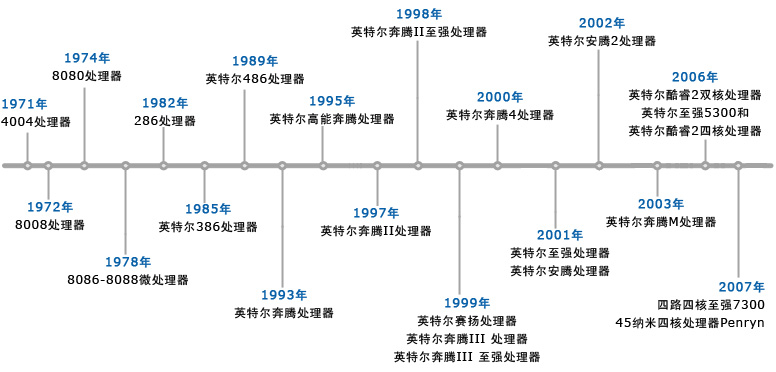 1971年
4004处理器
1972年
8008处理器
1974年
8080处理器
1978年
8086-8088微处理器
1982年
286处理器
1985年
英特尔386处理器
1989年
英特尔486处理器
1993年
英特尔奔腾处理器
1995年
英特尔高能奔腾处理器
1997年
英特尔奔腾II处理器
1998年
英特尔奔腾II至强处理器
1999年
英特尔赛扬处理器
英特尔奔腾III 处理器
英特尔奔腾III 至强处理器
2000年
英特尔奔腾4处理器
2001年
英特尔至强处理器
英特尔安腾处理器
2002年
英特尔安腾2处理器
2003年
英特尔奔腾M处理器
2006年
英特尔酷睿2双核处理器
英特尔至强5300和
英特尔酷睿2四核处理器
2007年
四路四核至强7300
45纳米四核处理器Penryn